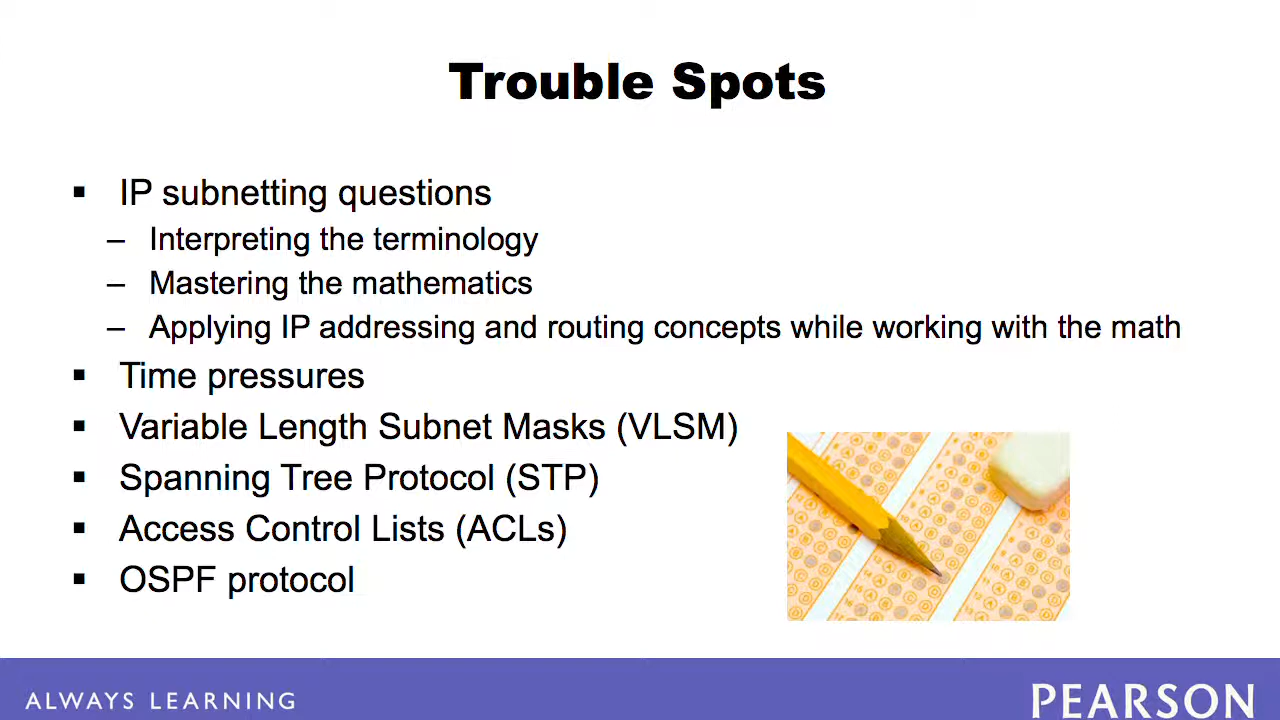 Trouble Spots
▪ IP subnetting questions
– Interpreting the terminology
– Mastering the mathematics
– Applying IP addressing and routing concepts while working with the math
▪ Time pressures
▪ Variable Length Subnet Masks (VLSM)
▪ Spanning Tree Protocol (STP)
▪ Access Control Lists (ACLs)
▪ OSPF protocol
ALWAYS LEARNING
PEARSON